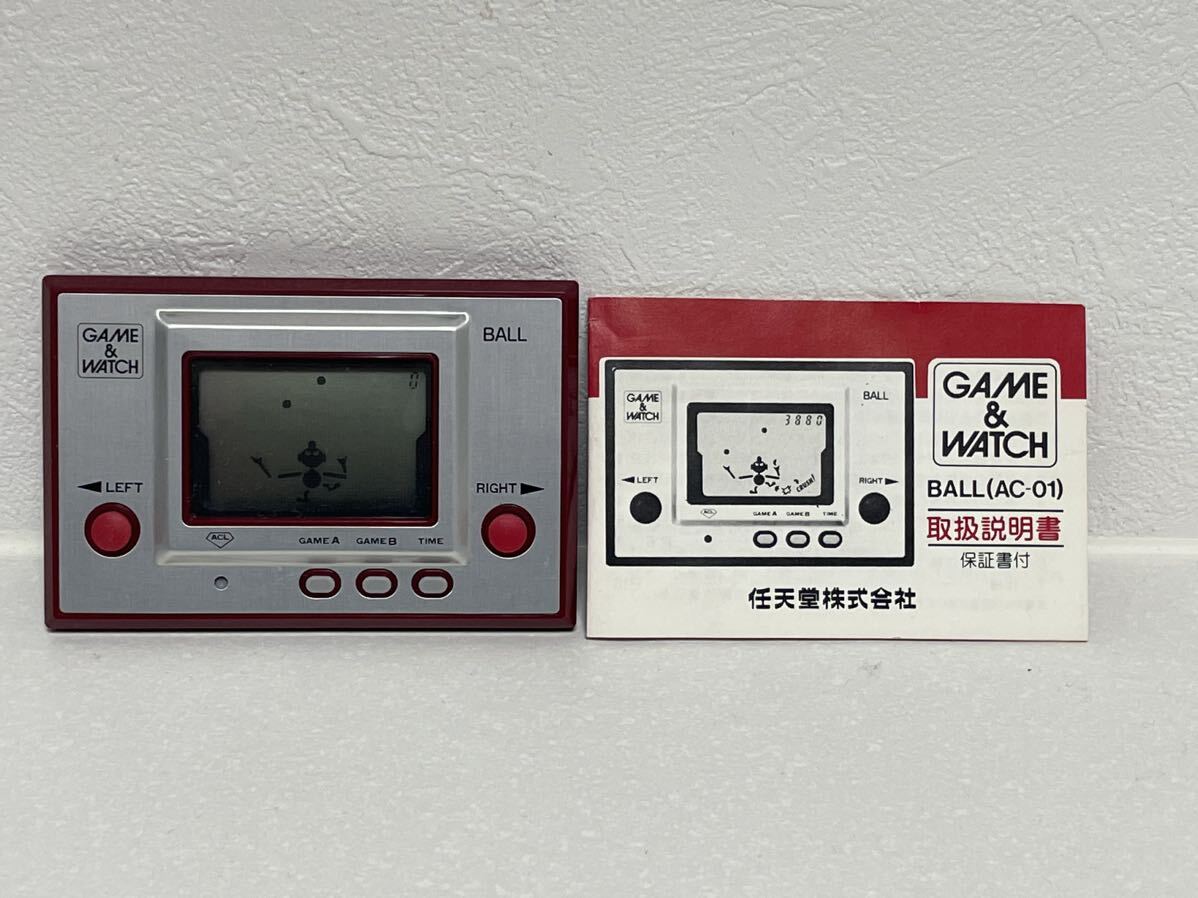 GAME
&
WATCH
BALL
0
◀ LEFT
RIGHT ▶
ACL
GAME A GAME B TIME
GAME
&
WATCH
BALL
3880
CRUSH!
◀ LEFT
RIGHT ▶
ACL
GAME A GAME B TIME
任天堂株式会社
GAME
&
WATCH
BALL(AC-01)
取扱説明書
保証書付